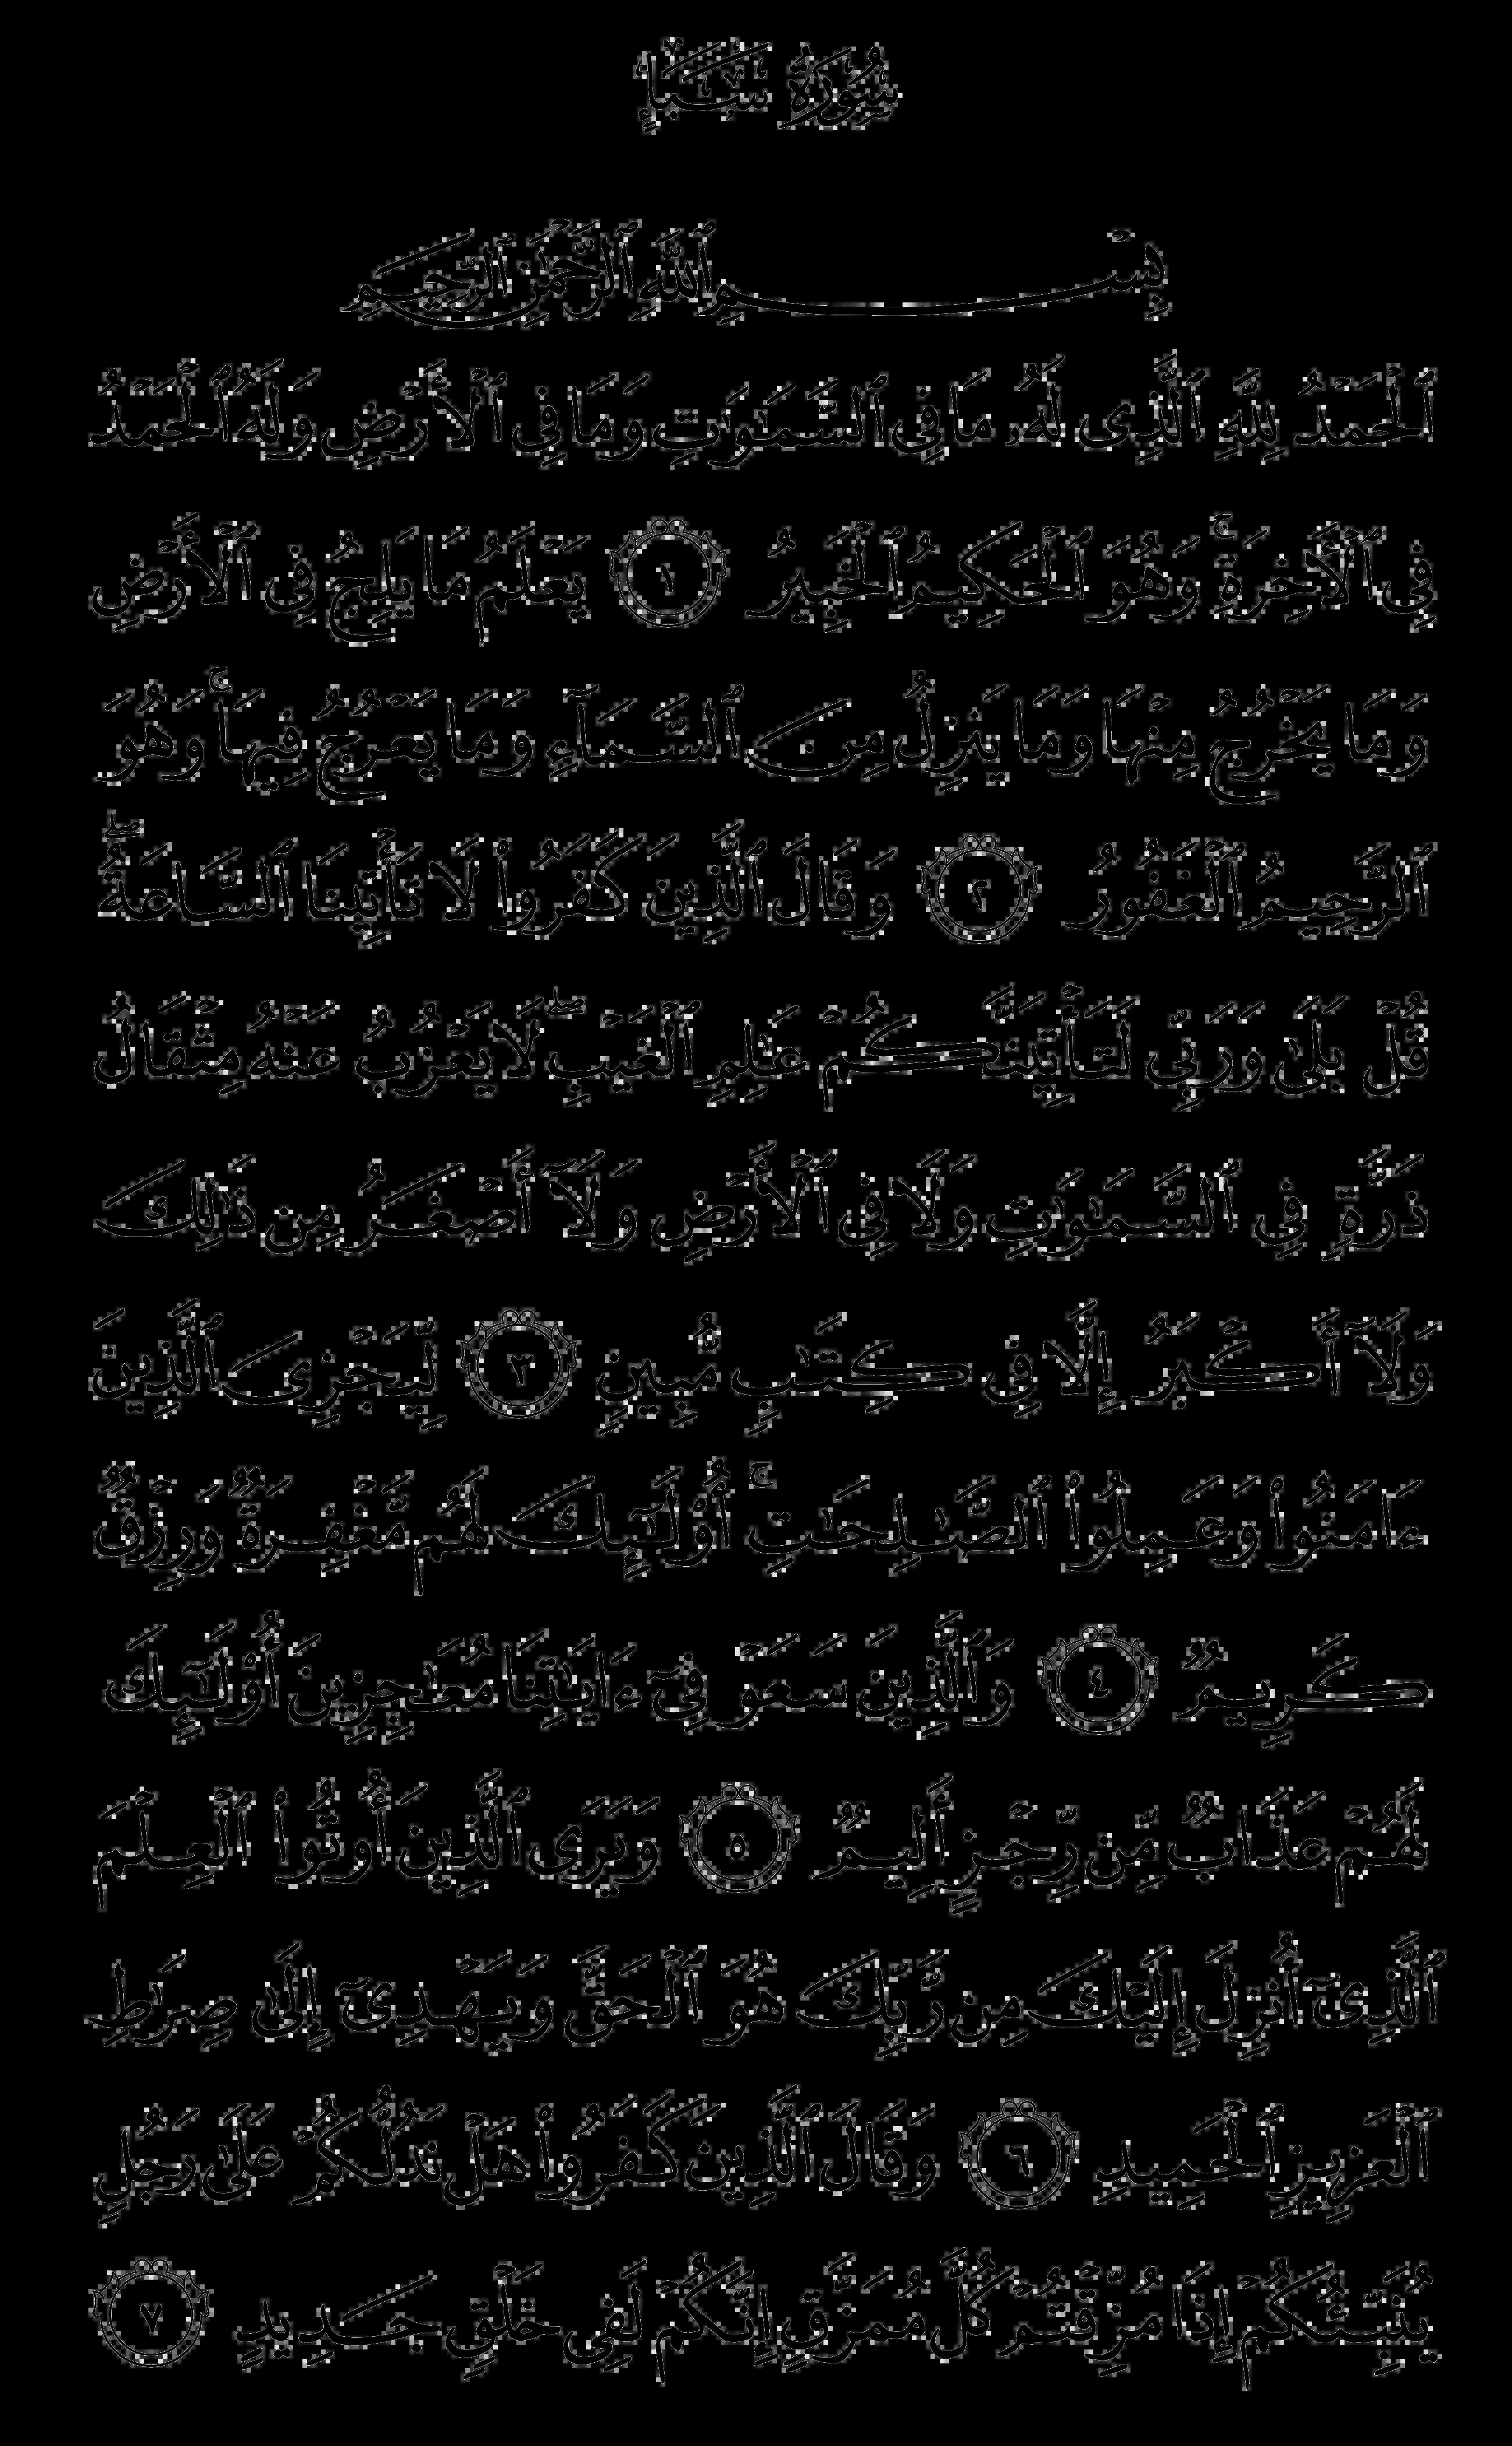 سُورَةُ سَبَإٍ
بِسْمِ ٱللَّهِ ٱلرَّحْمَٰنِ ٱلرَّحِيمِ
ٱلْحَمْدُ لِلَّهِ ٱلَّذِى لَهُۥ مَا فِى ٱلسَّمَٰوَٰتِ وَمَا فِى ٱلْأَرْضِ وَلَهُ ٱلْحَمْدُ
فِى ٱلْأَخِرَةِ ۚ وَهُوَ ٱلْحَكِيمُ ٱلْخَبِيرُ ١ يَعْلَمُ مَا يَلِجُ فِى ٱلْأَرْضِ
وَمَا يَخْرُجُ مِنْهَا وَمَا يَنزِلُ مِنَ ٱلسَّمَآءِ وَمَا يَعْرُجُ فِيهَا ۚ وَهُوَ
ٱلرَّحِيمُ ٱلْغَفُورُ ٢ وَقَالَ ٱلَّذِينَ كَفَرُوا۟ لَا تَأْتِينَا ٱلسَّاعَةُ ۖ
قُلْ بَلَىٰ وَرَبِّى لَتَأْتِيَنَّكُمْ عَٰلِمِ ٱلْغَيْبِ ۖ لَا يَعْزُبُ عَنْهُ مِثْقَالُ
ذَرَّةٍ فِى ٱلسَّمَٰوَٰتِ وَلَا فِى ٱلْأَرْضِ وَلَآ أَصْغَرُ مِن ذَٰلِكَ
وَلَآ أَكْبَرُ إِلَّا فِى كِتَٰبٍ مُّبِينٍ ٣ لِّيَجْزِىَ ٱلَّذِينَ
ءَامَنُوا۟ وَعَمِلُوا۟ ٱلصَّٰلِحَٰتِ ۚ أُو۟لَٰٓئِكَ لَهُم مَّغْفِرَةٌ وَرِزْقٌ
كَرِيمٌ ٤ وَٱلَّذِينَ سَعَوْ فِىٓ ءَايَٰتِنَا مُعَٰجِزِينَ أُو۟لَٰٓئِكَ
لَهُمْ عَذَابٌ مِّن رِّجْزٍ أَلِيمٌ ٥ وَيَرَى ٱلَّذِينَ أُوتُوا۟ ٱلْعِلْمَ
ٱلَّذِىٓ أُنزِلَ إِلَيْكَ مِن رَّبِّكَ هُوَ ٱلْحَقَّ وَيَهْدِىٓ إِلَىٰ صِرَٰطِ
ٱلْعَزِيزِ ٱلْحَمِيدِ ٦ وَقَالَ ٱلَّذِينَ كَفَرُوا۟ هَلْ نَدُلُّكُمْ عَلَىٰ رَجُلٍ
يُنَبِّئُكُمْ إِذَا مُزِّقْتُمْ كُلَّ مُمَزَّقٍ إِنَّكُمْ لَفِى خَلْقٍ جَدِيدٍ ٧